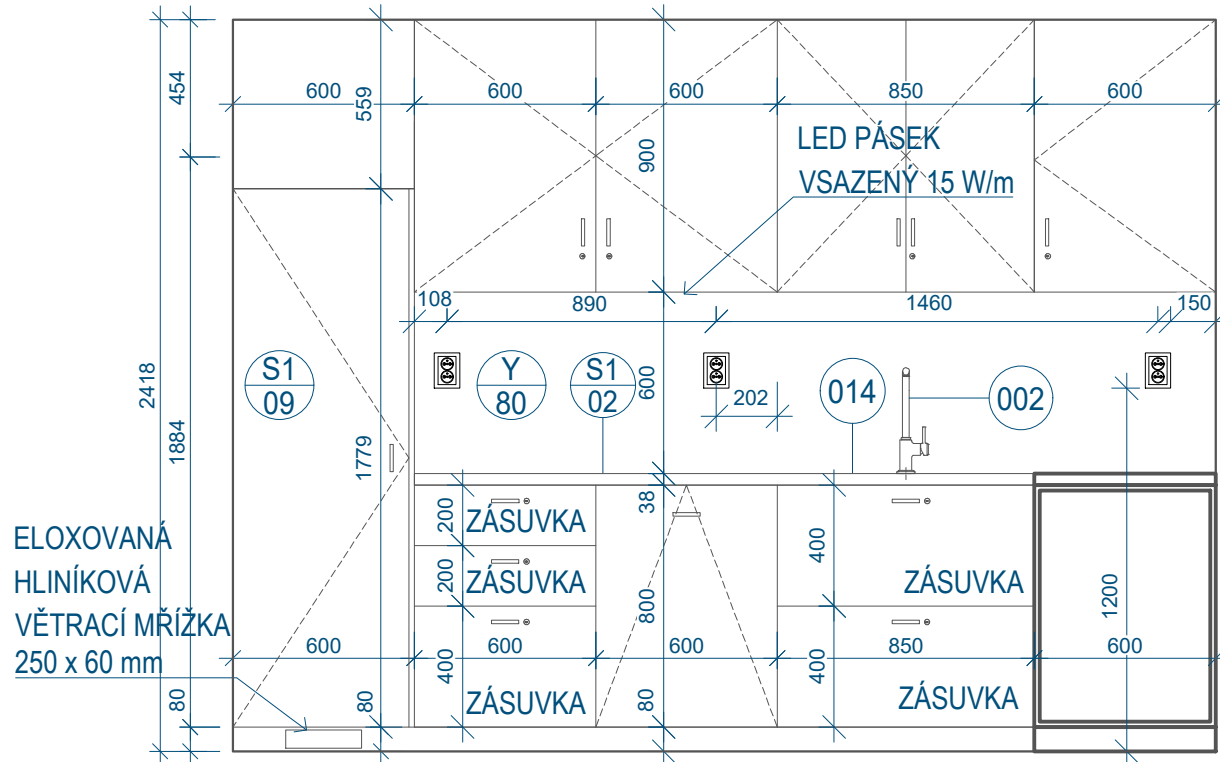 454
600
559
600
600
850
600
900
LED PÁSEK
VSAZENÝ 15 W/m
108
890
1460
150
2418
1884
S1
09
1779
Y
80
S1
02
600
202
014
002
38
200
ZÁSUVKA
400
ELOXOVANÁ
HLINÍKOVÁ
VĚTRACÍ MŘÍŽKA
250 x 60 mm
200
ZÁSUVKA
800
ZÁSUVKA
1200
600
600
600
850
600
400
400
ZÁSUVKA
ZÁSUVKA
80
80
80